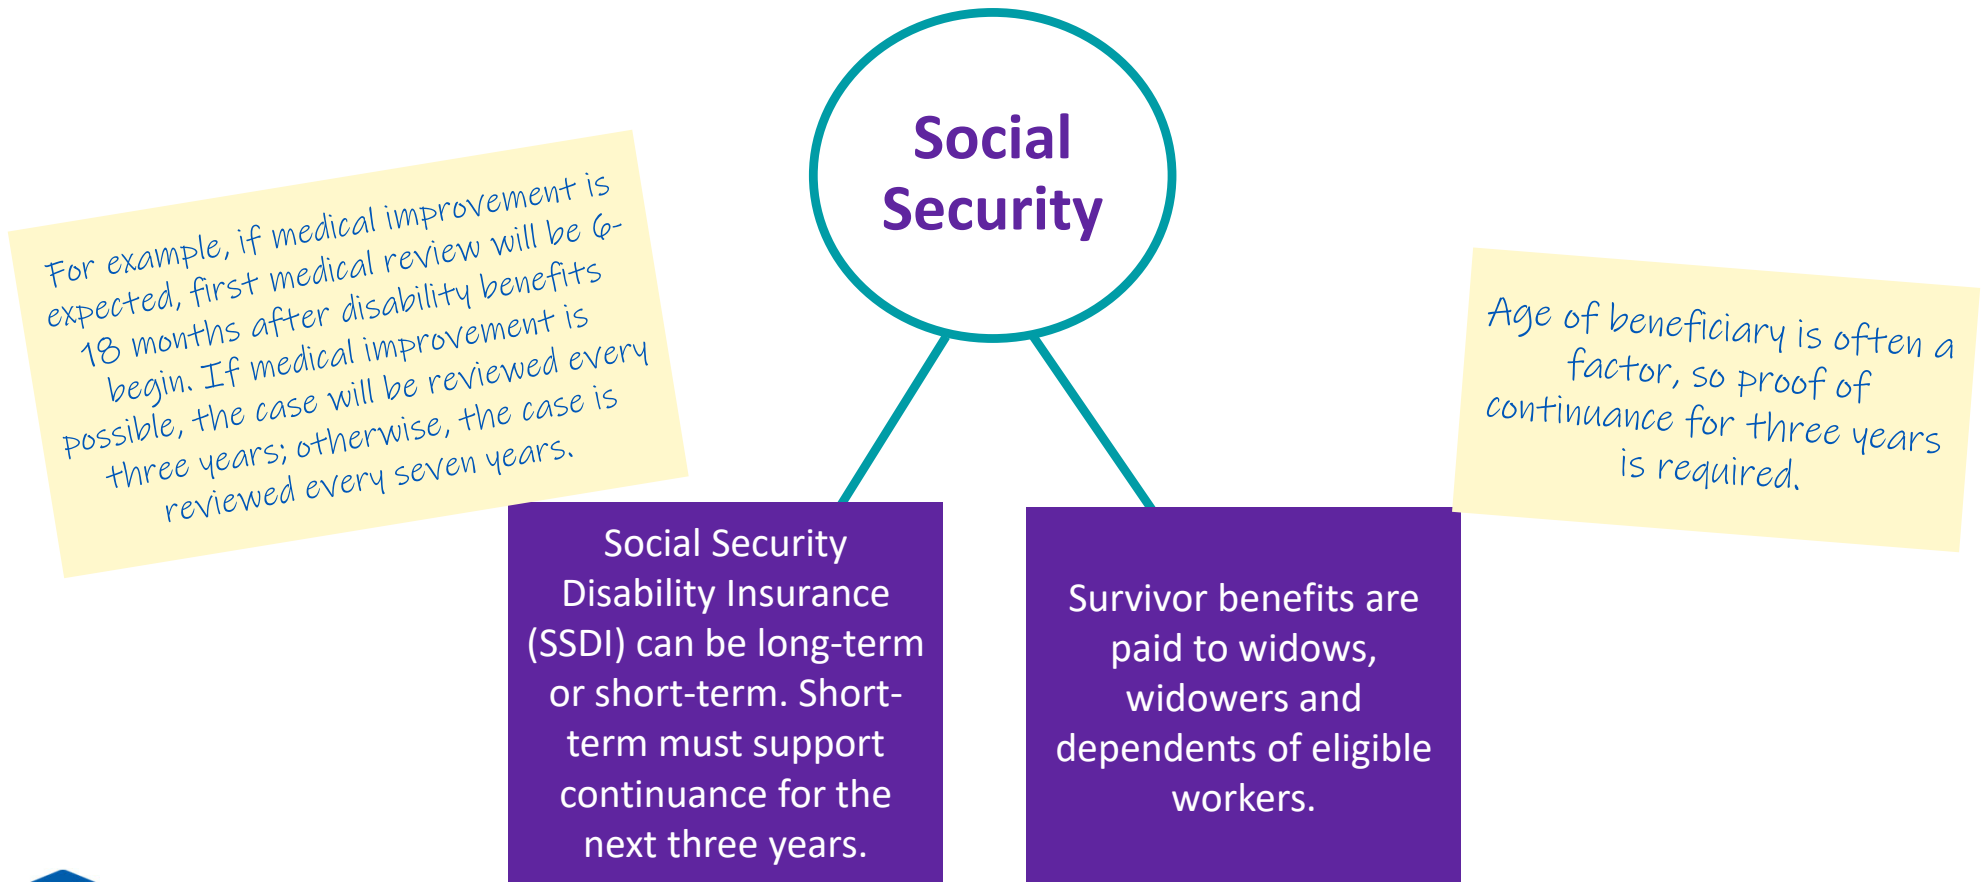 Social
Security
For example, if medical improvement is
expected, first medical review will be 6-
18 months after disability benefits
begin. If medical improvement is
possible, the case will be reviewed every
three years; otherwise, the case is
reviewed every seven years.
Age of beneficiary is often a
factor, so proof of
continuance for three years
is required.
Social Security
Disability Insurance
(SSDI) can be long-term
or short-term. Short-
term must support
continuance for the
next three years.
Survivor benefits are
paid to widows,
widowers and
dependents of eligible
workers.